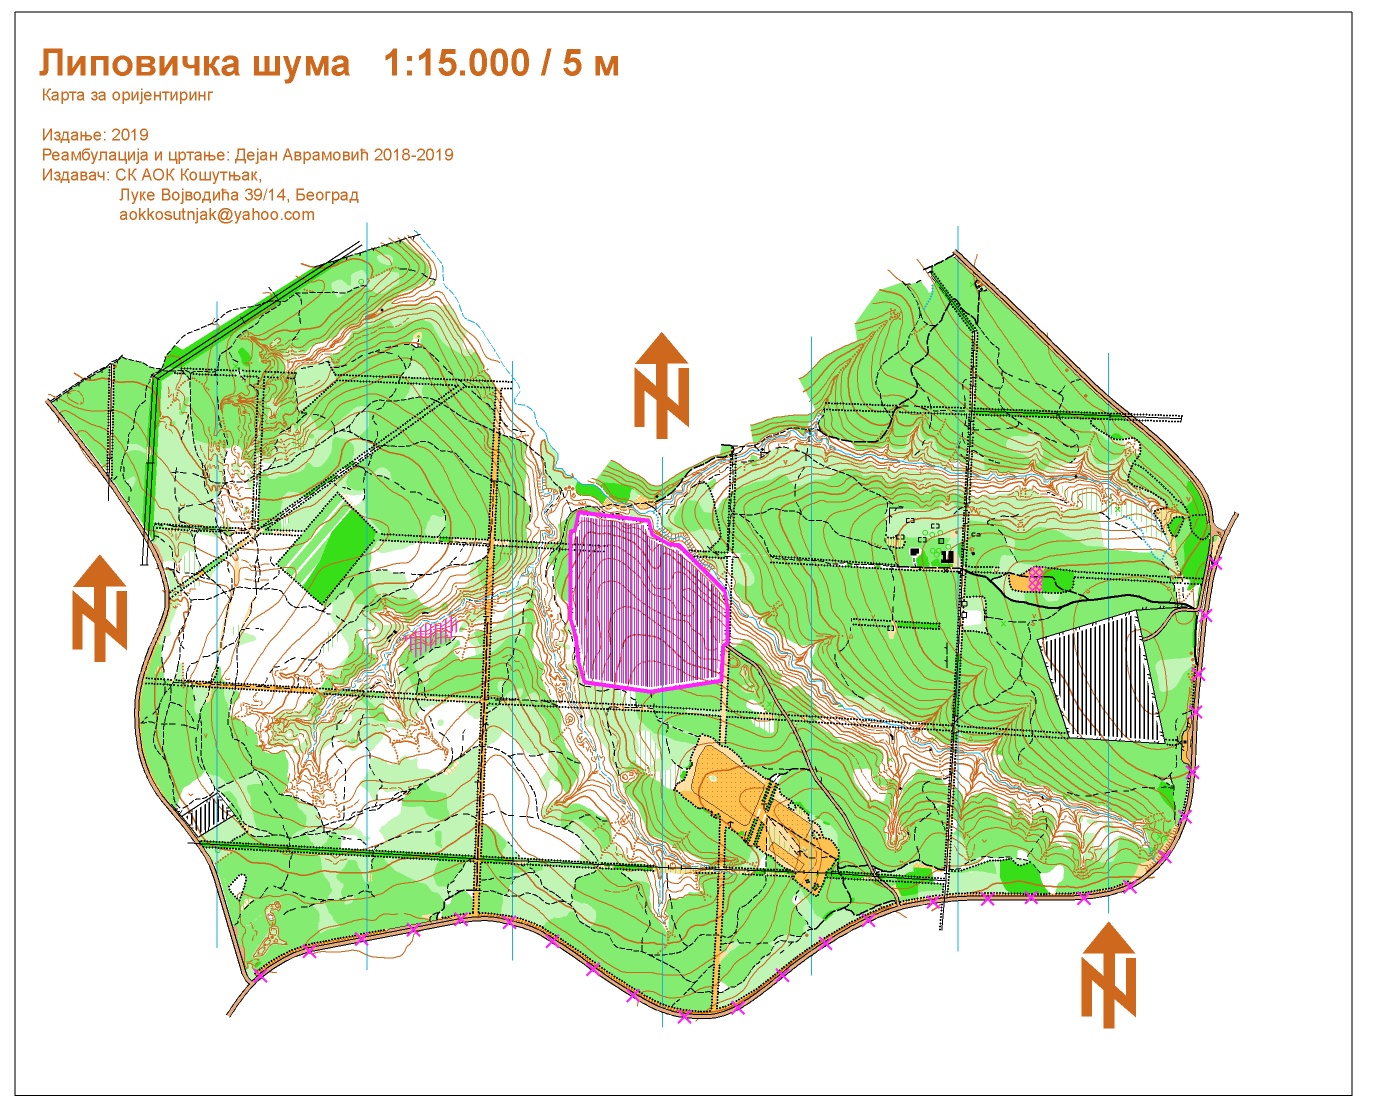 Липовичка шума 1:15.000 / 5 м
Карта за оријентиринг
Издање: 2019
Реамбулација и цртање: Дејан Аврамовић 2018-2019
Издавач: СК АОК Кошутњак,
Луке Војводића 39/14, Београд
aokkosutnjak@yahoo.com
N
N
N